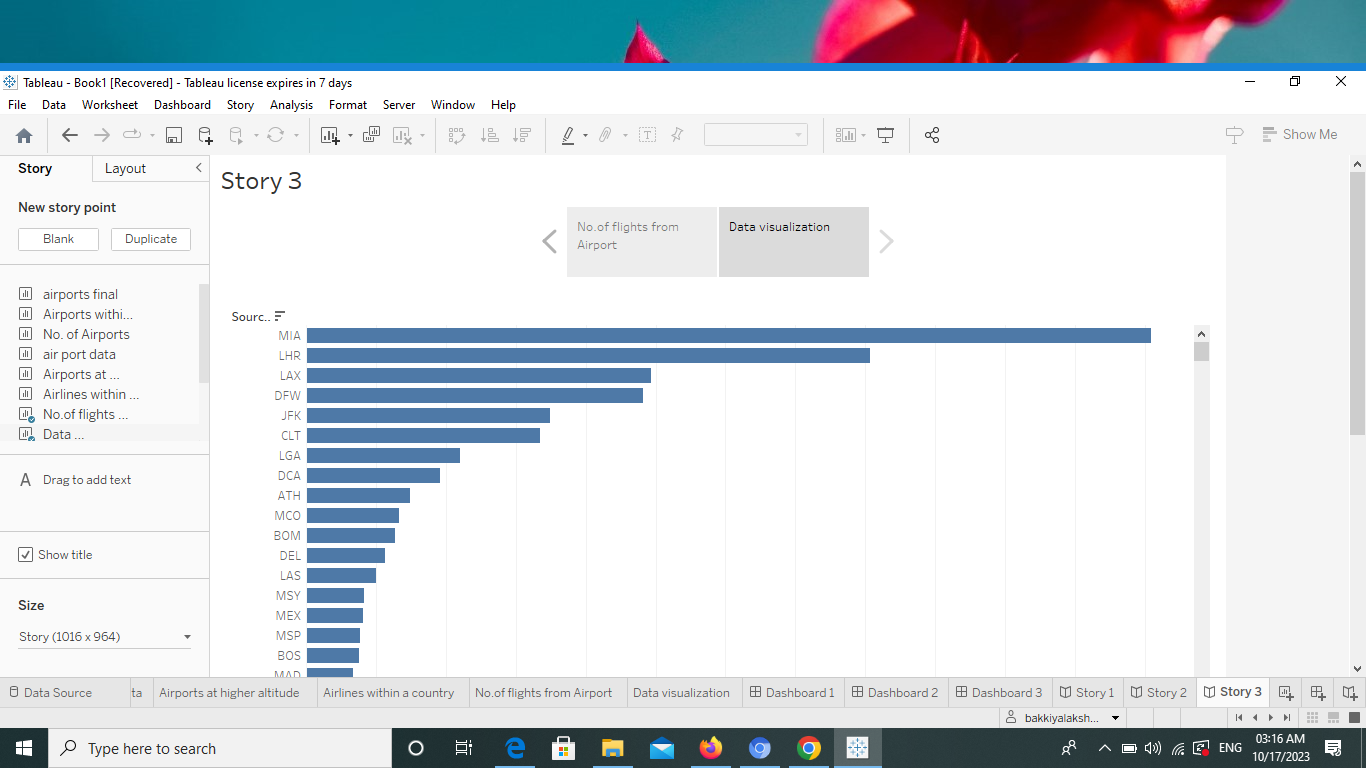 Tableau - Book1 [Recovered] - Tableau license expires in 7 days
File Data Worksheet Dashboard Story Analysis Format Server Window Help
Show Me
Story Layout
Story 3
New story point
Blank Duplicate
No.of flights from
Airport
Data visualization
airports final
Airports withi...
No. of Airports
air port data
Airports at ...
Airlines within ...
No.of flights ...
Data ...
A Drag to add text
Show title
Size
Story (1016 x 964)
Sourc..
MIA
LHR
LAX
DFW
JFK
CLT
LGA
DCA
ATH
MCO
BOM
DEL
LAS
MSY
MEX
MSP
BOS
MAD
Data Source ta Airports at higher altitude Airlines within a country No.of flights from Airport Data visualization Dashboard 1 Dashboard 2 Dashboard 3 Story 1 Story 2 Story 3
bakkiyalaksh...
Type here to search
ENG
03:16 AM
10/17/2023